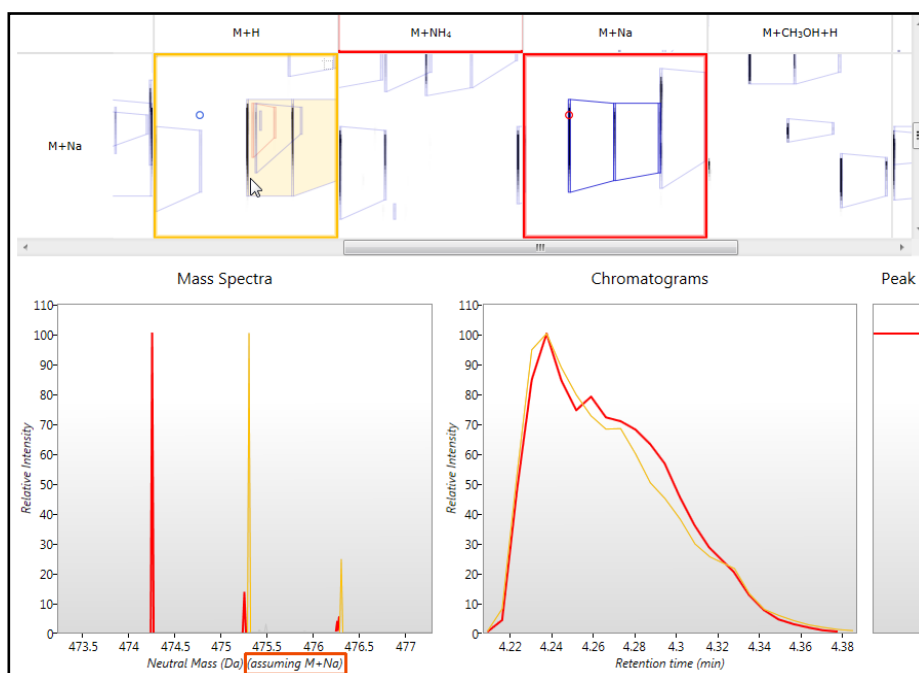 M+H M+NH₄ M+Na M+CH₃OH+H
M+Na
Mass Spectra
110
100
90
80
70
60
50
40
30
20
10
0
Relative Intensity
473.5 474 474.5 475 475.5 476 476.5 477
Neutral Mass (Da) (assuming M+Na)
Chromatograms
110
100
90
80
70
60
50
40
30
20
10
0
Relative Intensity
4.22 4.24 4.26 4.28 4.3 4.32 4.34 4.36 4.38
Retention time (min)
Peak